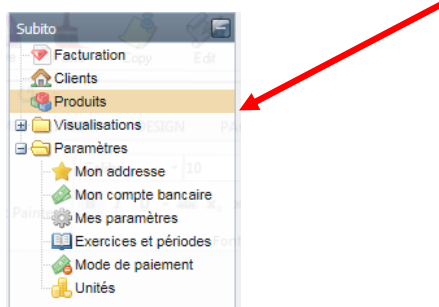 Subito
Facturation
Clients
Produits
Visualisations
Paramètres
Mon addresse
Mon compte bancaire
Mes paramètres
Exercices et périodes
Mode de paiement
Unités